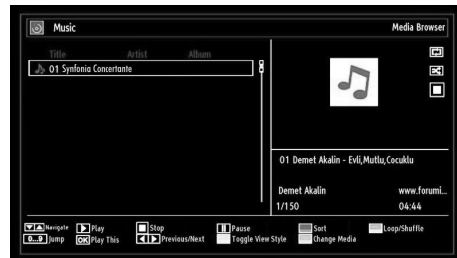 Music Media Browser
Title Artist Album
01 Synfonia Concertante
01 Demet Akalin - Evli,Mutlu,Cocuklu
Demet Akalin www.forumi...
1/150 04:44
Navigate Play Stop Pause Sort Loop/Shuffle
0...9 Jump OK Play This Previous/Next Toggle View Style Change Media